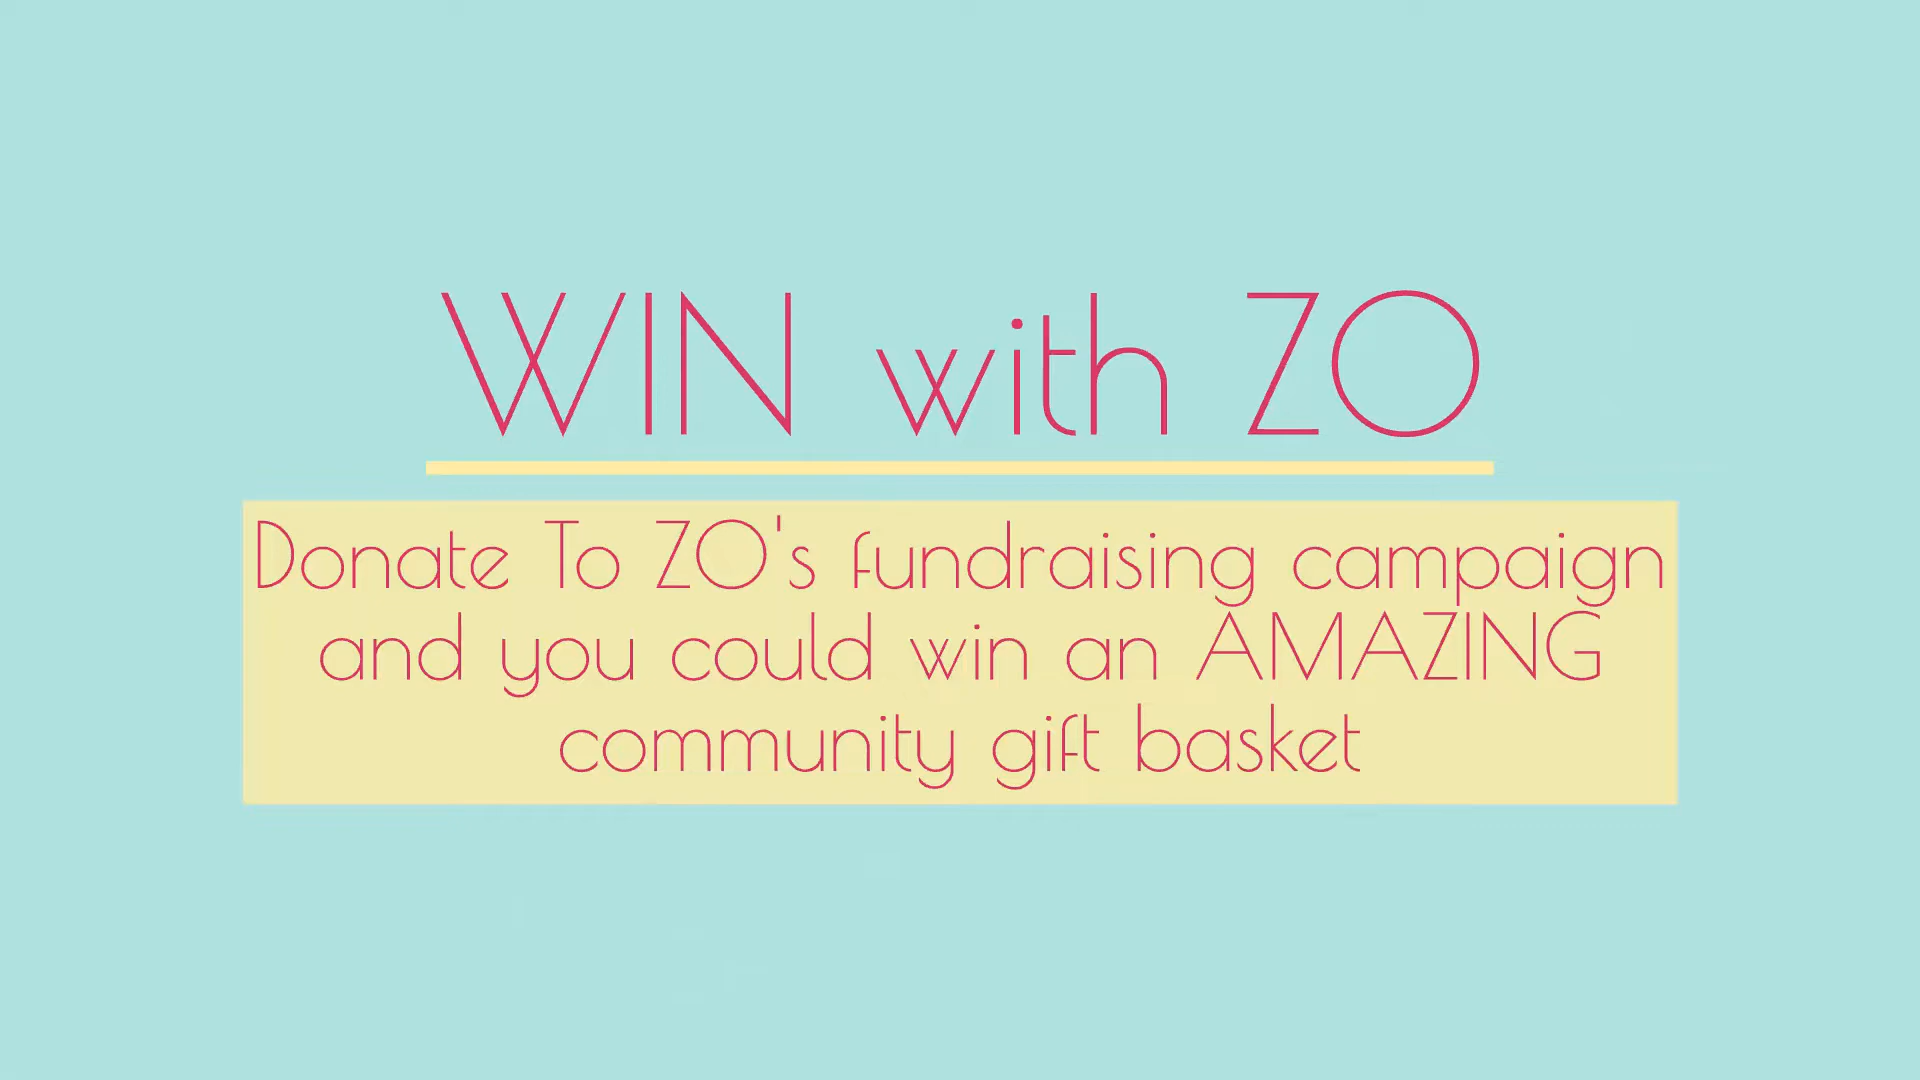 WIN with ZO
Donate To ZO's fundraising campaign
and you could win an AMAZING
community gift basket